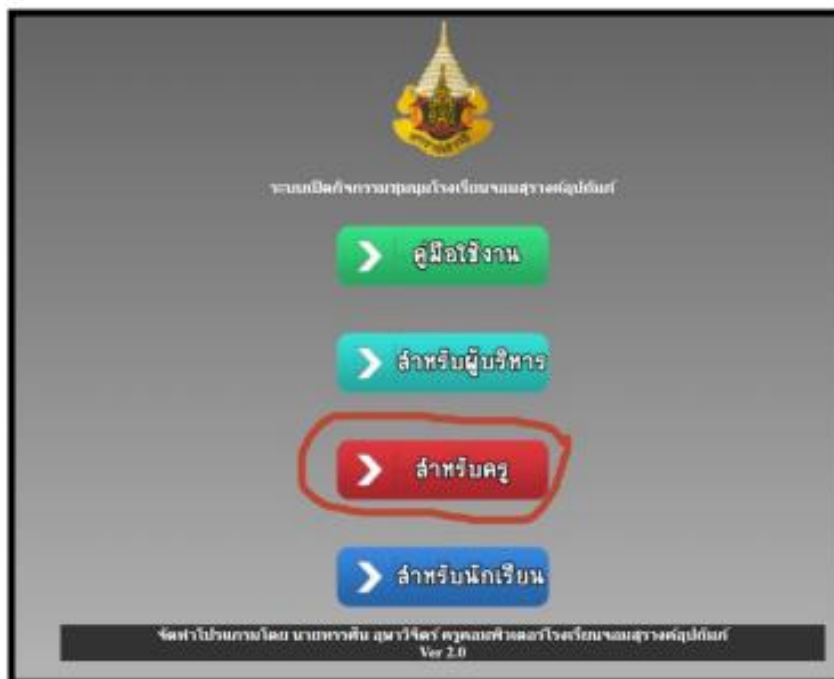 ระบบเปิดกิจกรรมชุมนุมโรงเรียนจอมสุรางค์อุปถัมภ์
คู่มือใช้งาน
สำหรับผู้บริหาร
สำหรับครู
สำหรับนักเรียน
จัดทำโปรแกรมโดย นาย ครูคอมพิวเตอร์โรงเรียนจอมสุรางค์อุปถัมภ์
Ver 2.0